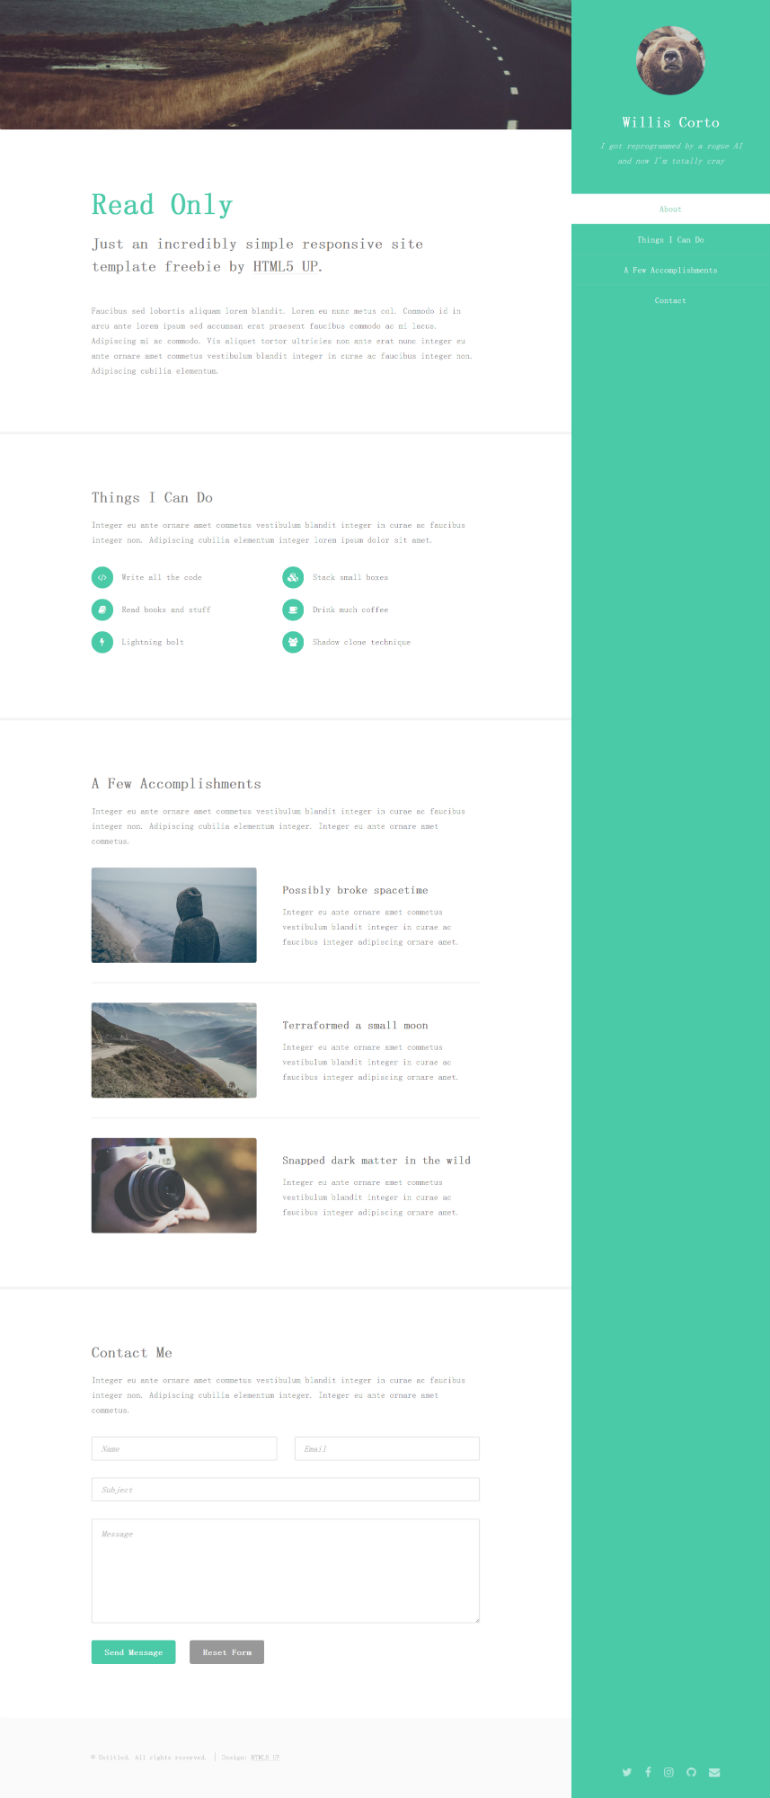 Read Only
Just an incredibly simple responsive site
template freebie by HTML5 UP.
Faucibus sed lobortis aliquam lorem blandit. Lorem eu nunc metus col. Commodo id in
arcu ante lorem ipsum sed accumsan erat praesent faucibus commodo ac mi lacus.
Adipiscing mi ac commodo. Vis aliquet tortor ultricies non ante erat nunc integer eu
ante ornare amet commetus vestibulum blandit integer in curae ac faucibus integer non.
Adipiscing cubilia elementum.
Things I Can Do
Integer eu ante ornare amet commetus vestibulum blandit integer in curae ac faucibus
integer non. Adipiscing cubilia elementum integer lorem ipsum dolor sit amet.
Write all the code
Stack small boxes
Read books and stuff
Drink much coffee
Lightning bolt
Shadow clone technique
A Few Accomplishments
Integer eu ante ornare amet commetus vestibulum blandit integer in curae ac faucibus
integer non. Adipiscing cubilia elementum integer. Integer eu ante ornare amet
commetus.
Possibly broke spacetime
Integer eu ante ornare amet commetus
vestibulum blandit integer in curae ac
faucibus integer adipiscing ornare amet.
Terraformed a small moon
Integer eu ante ornare amet commetus
vestibulum blandit integer in curae ac
faucibus integer adipiscing ornare amet.
Snapped dark matter in the wild
Integer eu ante ornare amet commetus
vestibulum blandit integer in curae ac
faucibus integer adipiscing ornare amet.
Contact Me
Integer eu ante ornare amet commetus vestibulum blandit integer in curae ac faucibus
integer non. Adipiscing cubilia elementum integer. Integer eu ante ornare amet
commetus.
Name
Email
Subject
Message
Send Message
Reset Form
© Untitled. All rights reserved. | Design: HTML5 UP
Willis Corto
I got reprogrammed by a rogue AI
and now I'm totally cray
About
Things I Can Do
A Few Accomplishments
Contact